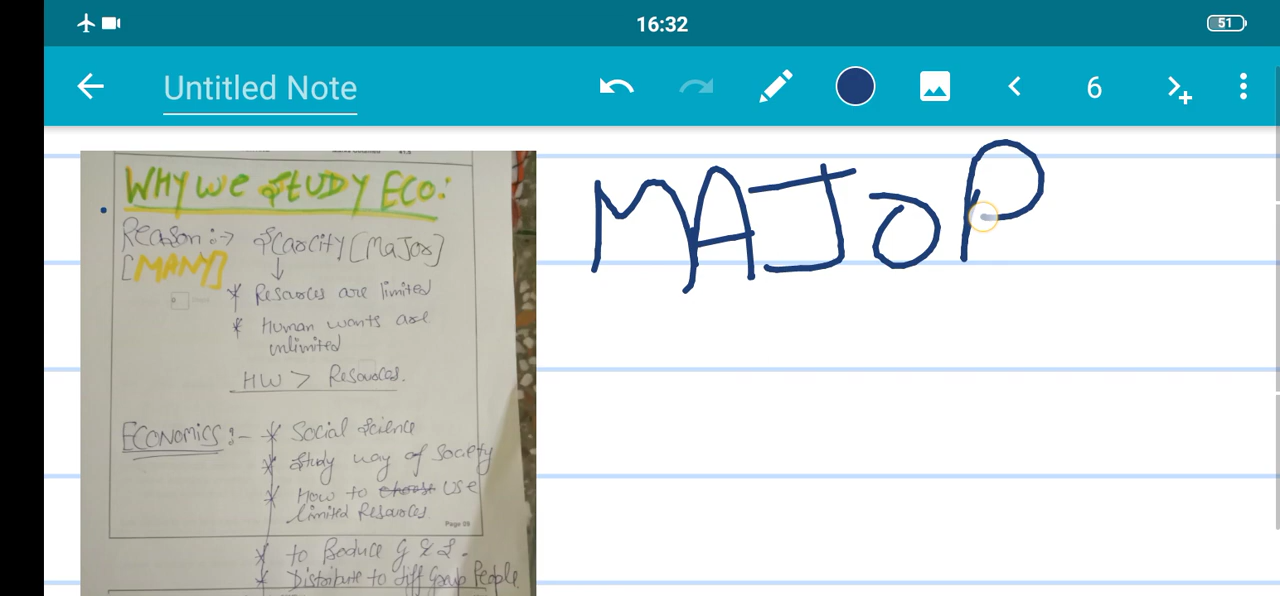 16:32
51
Untitled Note
6
WHY we STUDY ECO:
Reason :-> Scarcity [Major]
[MANY]
* Resources are limited
* Human wants are
unlimited
HW > Resources.
ECONOMICS :- * Social Science
* Study way of Society
* How to choose use
limited Resources
Page 05
* to Produce G & S.
* Distribute to diff Group People
MAJOP